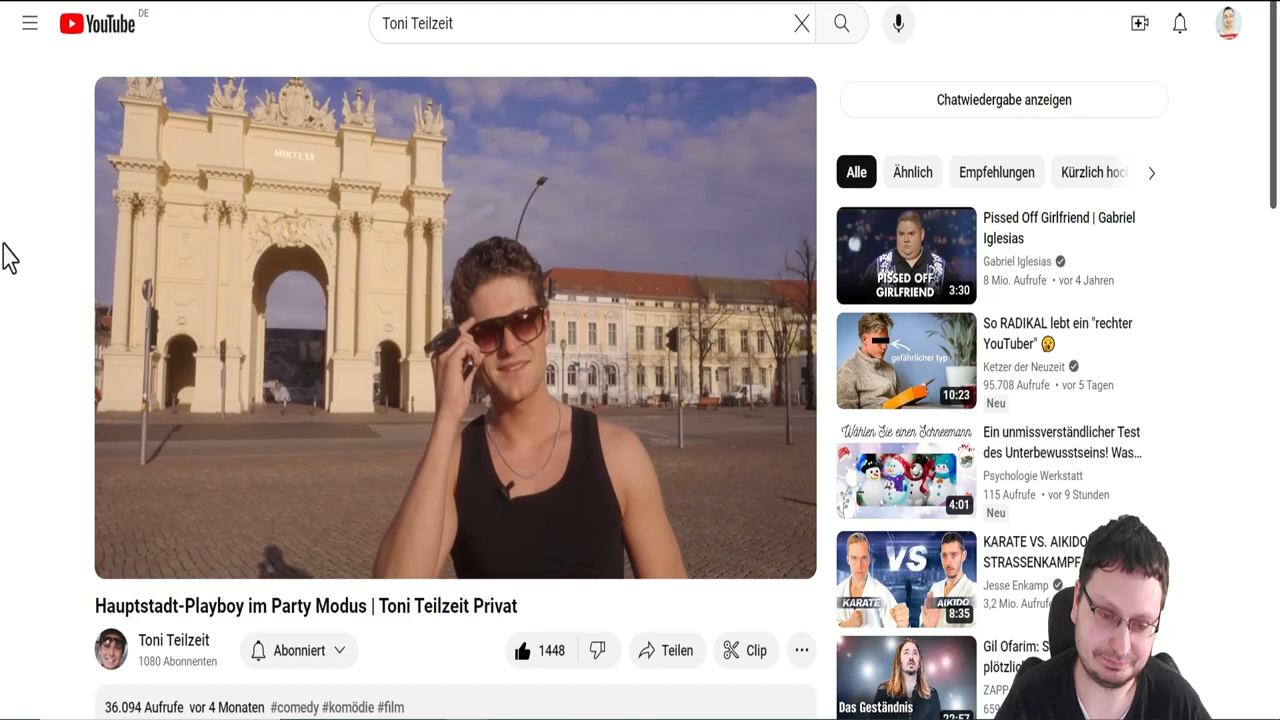 YouTube DE
Toni Teilzeit
MDCCLXX
Hauptstadt-Playboy im Party Modus | Toni Teilzeit Privat
Toni Teilzeit
1080 Abonnenten
Abonniert
1448
Teilen
Clip
36.094 Aufrufe vor 4 Monaten #comedy #komödie #film
Chatwiedergabe anzeigen
Alle
Ähnlich
Empfehlungen
Kürzlich
PISSED OFF
GIRLFRIEND
3:30
Pissed Off Girlfriend | Gabriel
Iglesias
Gabriel Iglesias
8 Mio. Aufrufe • vor 4 Jahren
gefährlicher typ
10:23
So RADIKAL lebt ein "rechter
YouTuber"
Ketzer der Neuzeit
95.708 Aufrufe • vor 5 Tagen
Neu
Wählen Sie einen Schneemann
4:01
Ein unmissverständlicher Test
des Unterbewusstseins! Was...
Psychologie Werkstatt
115 Aufrufe • vor 9 Stunden
Neu
VS
KARATE
AIKIDO
8:35
KARATE VS. AIKIDO
STRASSENKAMPF
Jesse Enkamp
3,2 Mio.
Das Geständnis
22:57
Gil Ofarim:
plötzlic
ZAPP